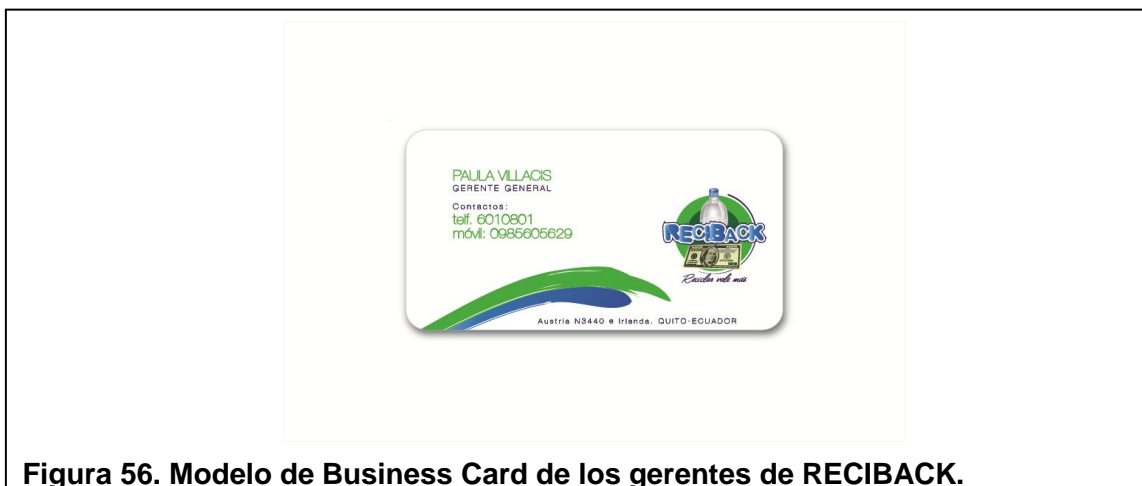 PAULA VILLACIS
GERENTE GENERAL
Contactos:
telf. 6010801
móvil: 0985605629
RECIBACK
Reciclar vale más
Austria N3440 e Irlanda. QUITO-ECUADOR
Figura 56. Modelo de Business Card de los gerentes de RECIBACK.